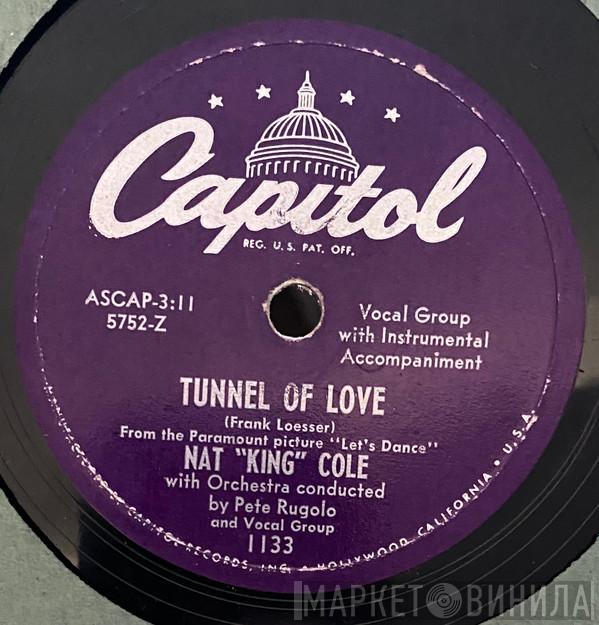 Capitol
REG. U.S. PAT. OFF.
ASCAP-3:11
5752-Z
Vocal Group
with Instrumental
Accompaniment
TUNNEL OF LOVE
(Frank Loesser)
From the Paramount picture "Let's Dance"
NAT "KING" COLE
with Orchestra conducted
by Pete Rugolo
and Vocal Group
1133
CAPITOL RECORDS, INC. • HOLLYWOOD, CALIFORNIA • U.S.A.
МАРКЕТ ВИНИЛА